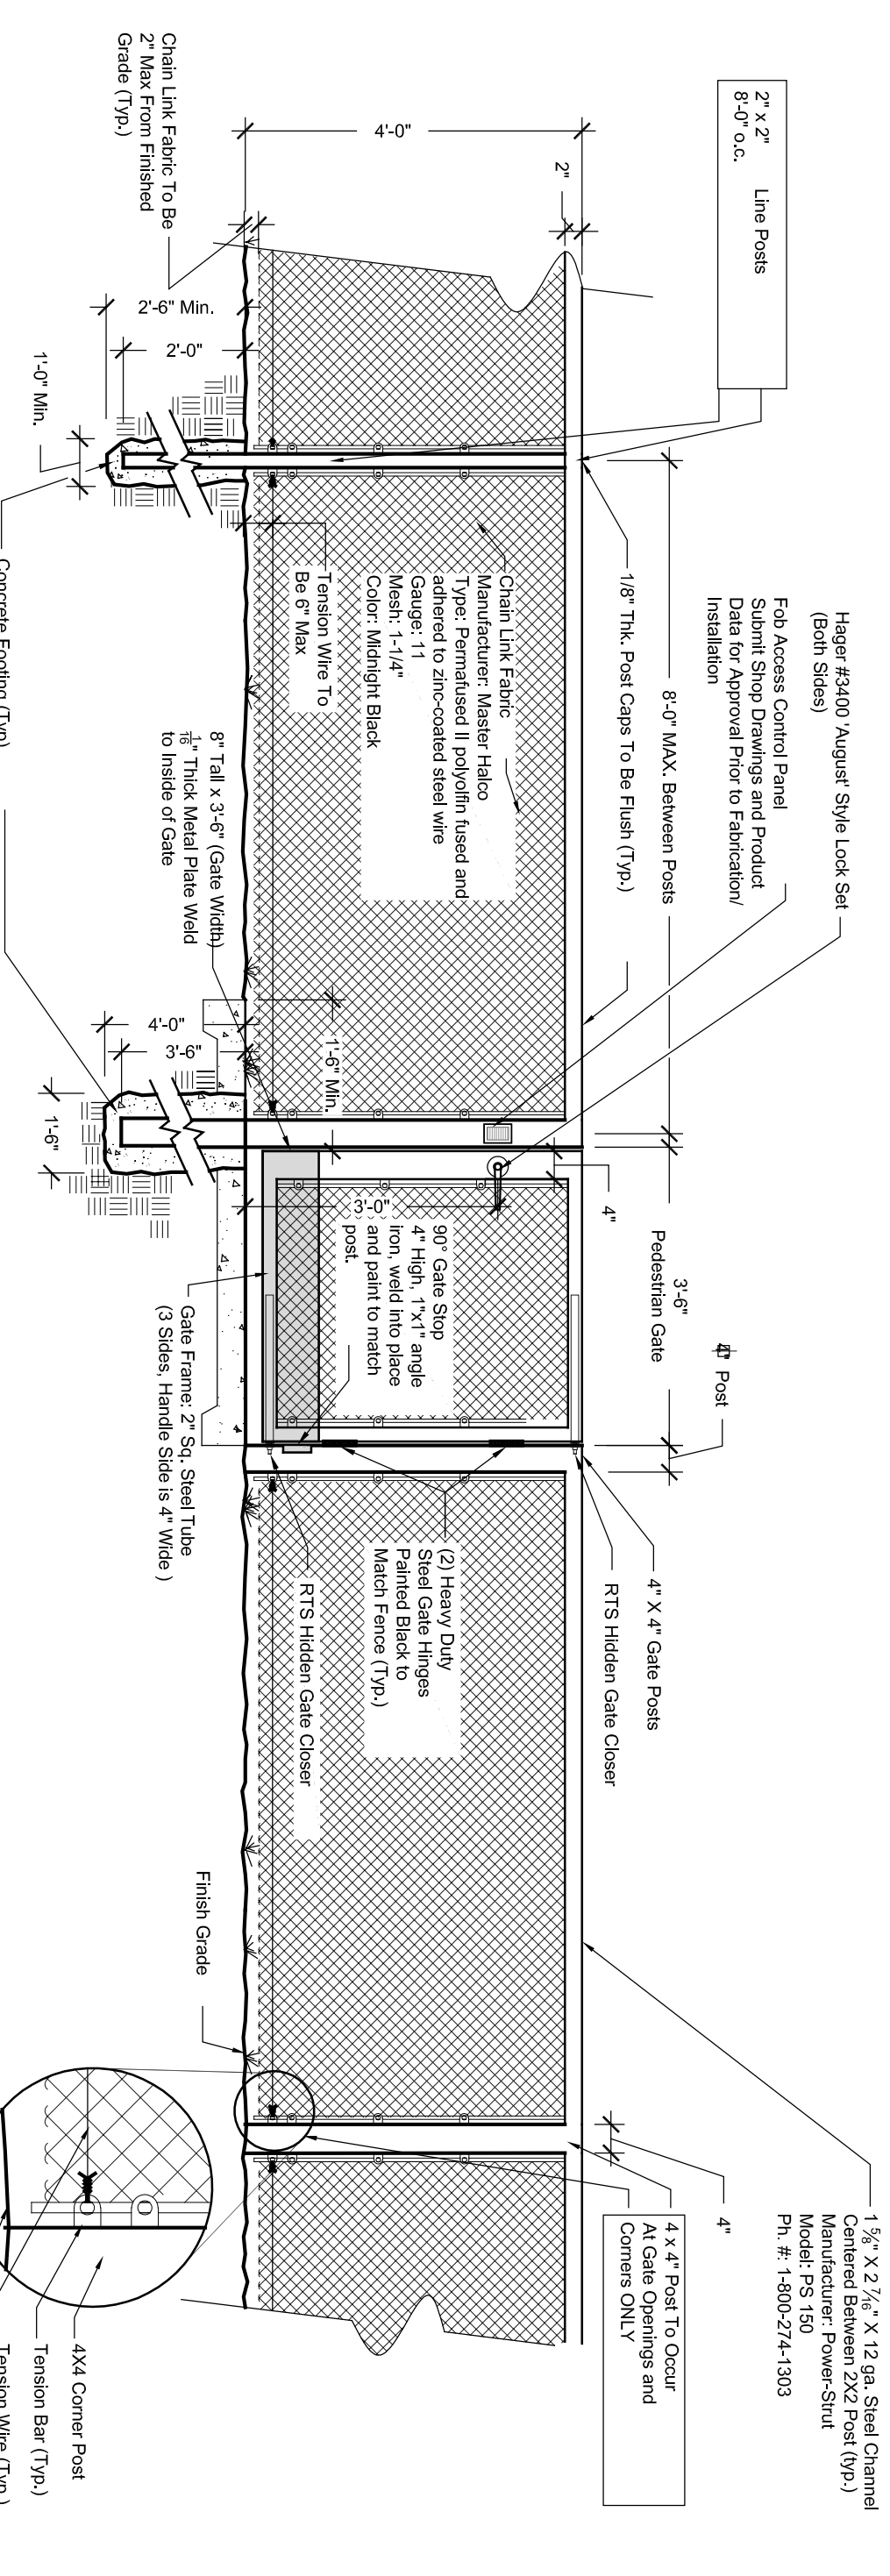 1 5/8" X 2 7/16" X 12 ga. Steel Channel
Centered Between 2X2 Post (typ.)
Manufacturer: Power-Strut
Model: PS 150
Ph. #: 1-800-274-1303
Hager #3400 'August' Style Lock Set
(Both Sides)
Fob Access Control Panel
Submit Shop Drawings and Product
Data for Approval Prior to Fabrication/
Installation
2" x 2" Line Posts
8'-0" o.c.
8'-0" MAX. Between Posts
3'-6"
Pedestrian Gate
4" Post
4"
4 x 4" Post To Occur
At Gate Openings and
Corners ONLY
1/8" Thk. Post Caps To Be Flush (Typ.)
4"
4" X 4" Gate Posts
RTS Hidden Gate Closer
2"
4'-0"
Chain Link Fabric
Manufacturer: Master Halco
Type: Permafused II polyolfin fused and
adhered to zinc-coated steel wire
Gauge: 11
Mesh: 1-1/4"
Color: Midnight Black
90° Gate Stop
4" High, 1"x1" angle
iron, weld into place
and paint to match
post.
3'-0"
(2) Heavy Duty
Steel Gate Hinges
Painted Black to
Match Fence (Typ.)
Tension Wire To
Be 6" Max
1'-6" Min.
RTS Hidden Gate Closer
Chain Link Fabric To Be
2" Max From Finished
Grade (Typ.)
2'-6" Min.
2'-0"
1'-0" Min.
8" Tall x 3'-6" (Gate Width)
1/16" Thick Metal Plate Weld
to Inside of Gate
4'-0"
3'-6"
1'-6"
Gate Frame: 2" Sq. Steel Tube
(3 Sides, Handle Side is 4" Wide )
Finish Grade
4X4 Corner Post
Tension Bar (Typ.)
Tension Wire (Typ.)
Concrete Footing (Typ)